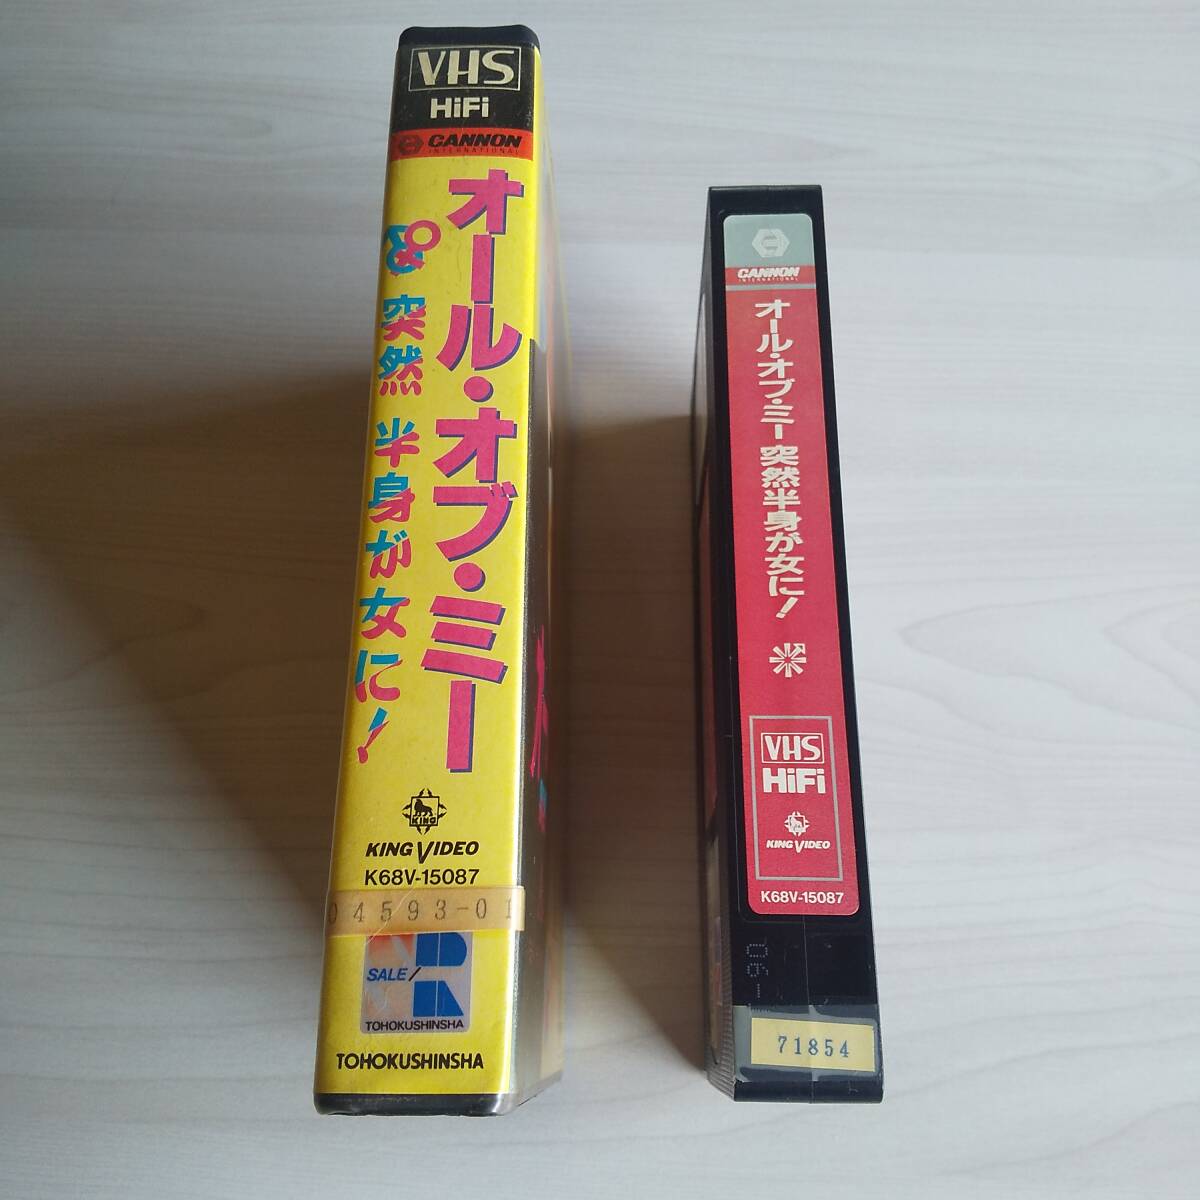 VHS
HiFi
CANNON
INTERNATIONAL
オール・オブ・ミー
突然半身が女に!
KING
KING VIDEO
K68V-15087
04593-01
SALE/
TOHOKUSHINSHA
TOHOKUSHINSHA
CANNON
INTERNATIONAL
オール・オブ・ミー 突然半身が女に!
VHS
HiFi
KING VIDEO
K68V-15087
71854